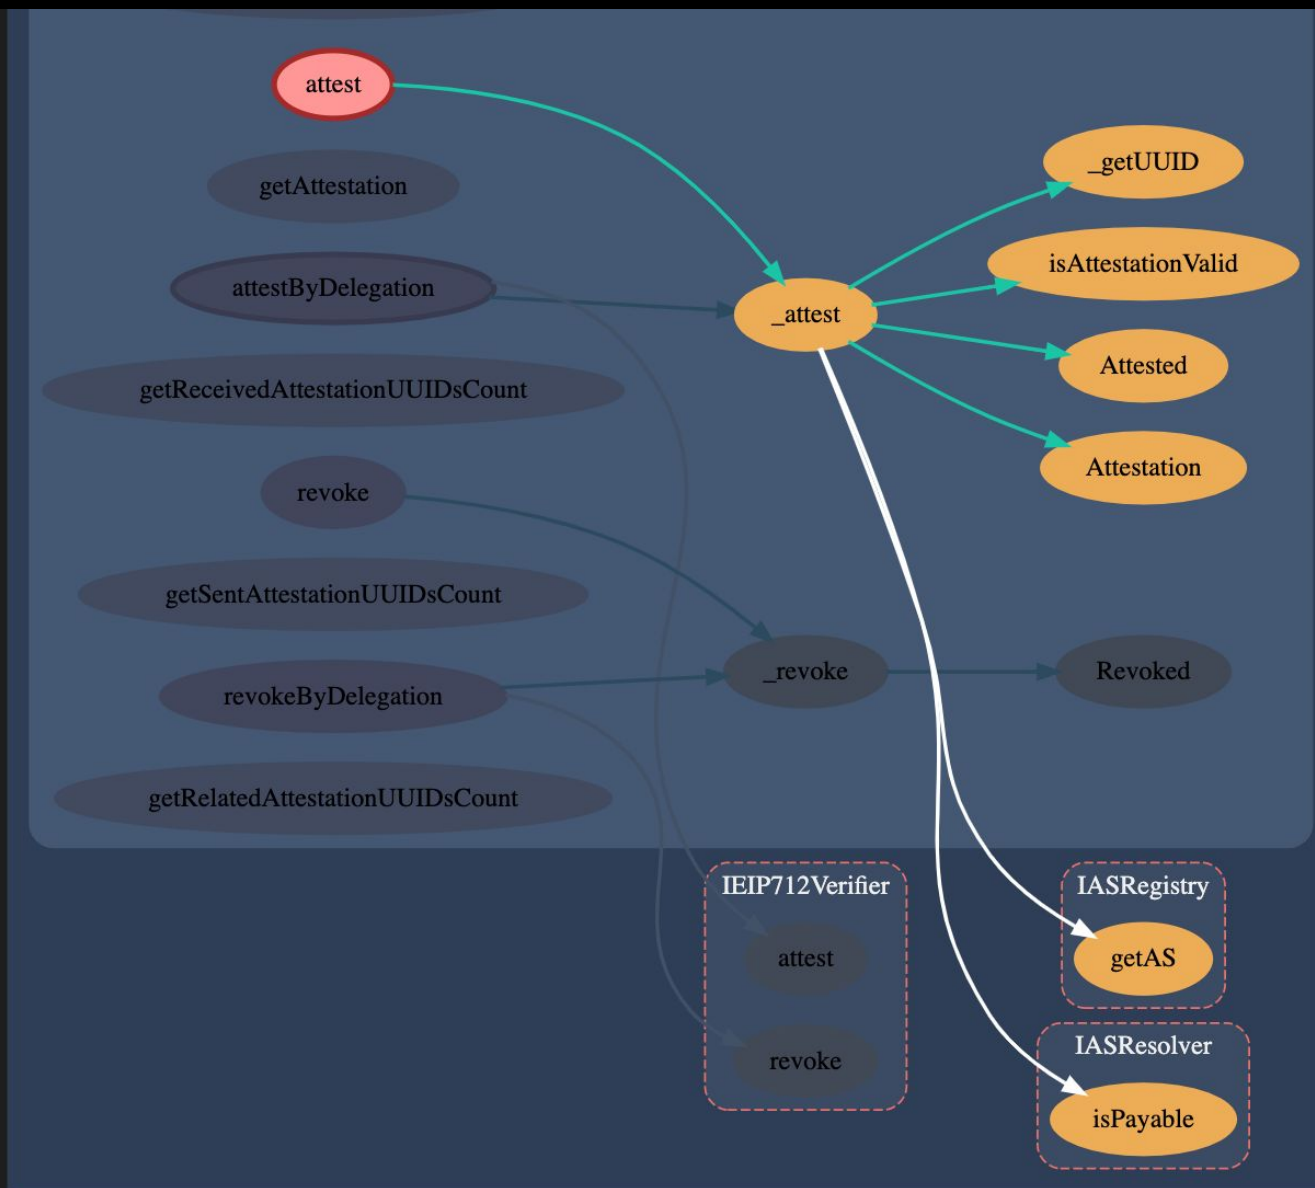 attest
getAttestation
attestByDelegation
getReceivedAttestationUUIDsCount
revoke
getSentAttestationUUIDsCount
revokeByDelegation
getRelatedAttestationUUIDsCount
_attest
_revoke
_getUUID
isAttestationValid
Attested
Attestation
Revoked
IEIP712Verifier
attest
revoke
IASRegistry
getAS
IASResolver
isPayable